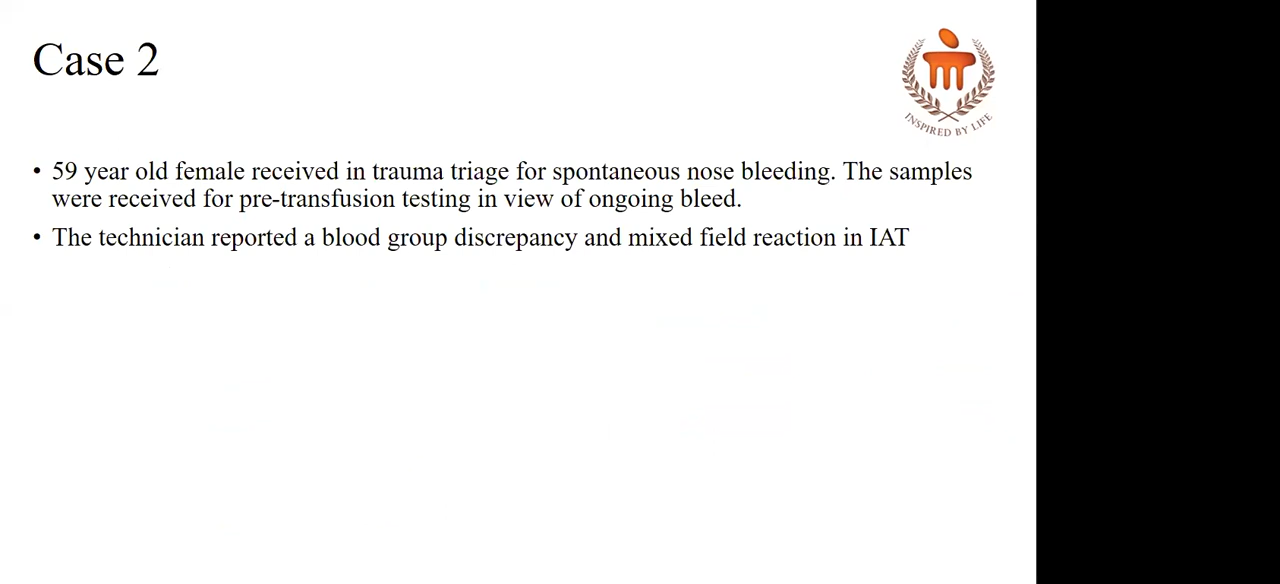 Case 2
INSPIRED BY LIFE
• 59 year old female received in trauma triage for spontaneous nose bleeding. The samples
were received for pre-transfusion testing in view of ongoing bleed.
• The technician reported a blood group discrepancy and mixed field reaction in IAT